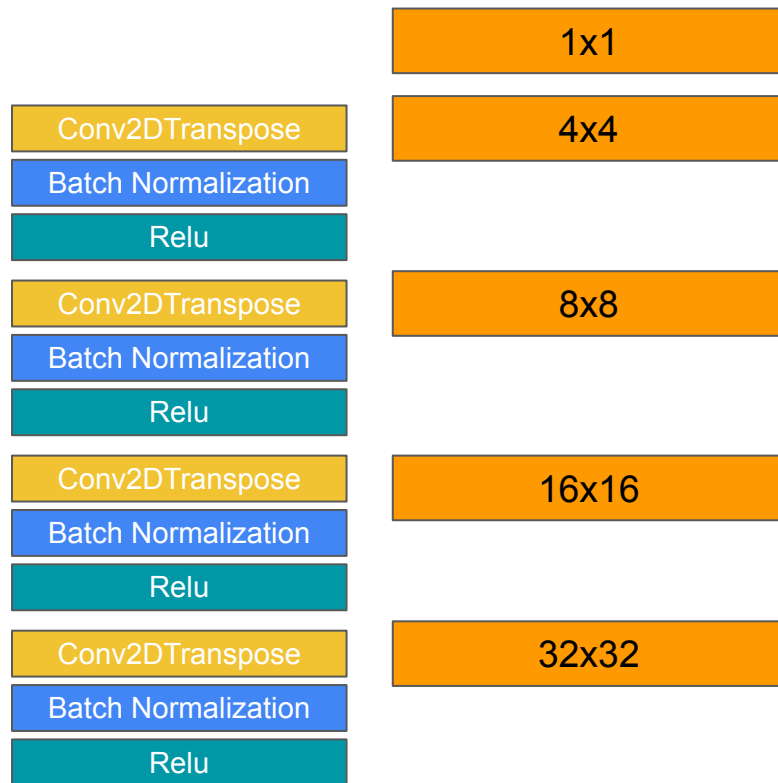 1x1
Conv2DTranspose
4x4
Batch Normalization
Relu
Conv2DTranspose
8x8
Batch Normalization
Relu
Conv2DTranspose
16x16
Batch Normalization
Relu
Conv2DTranspose
32x32
Batch Normalization
Relu